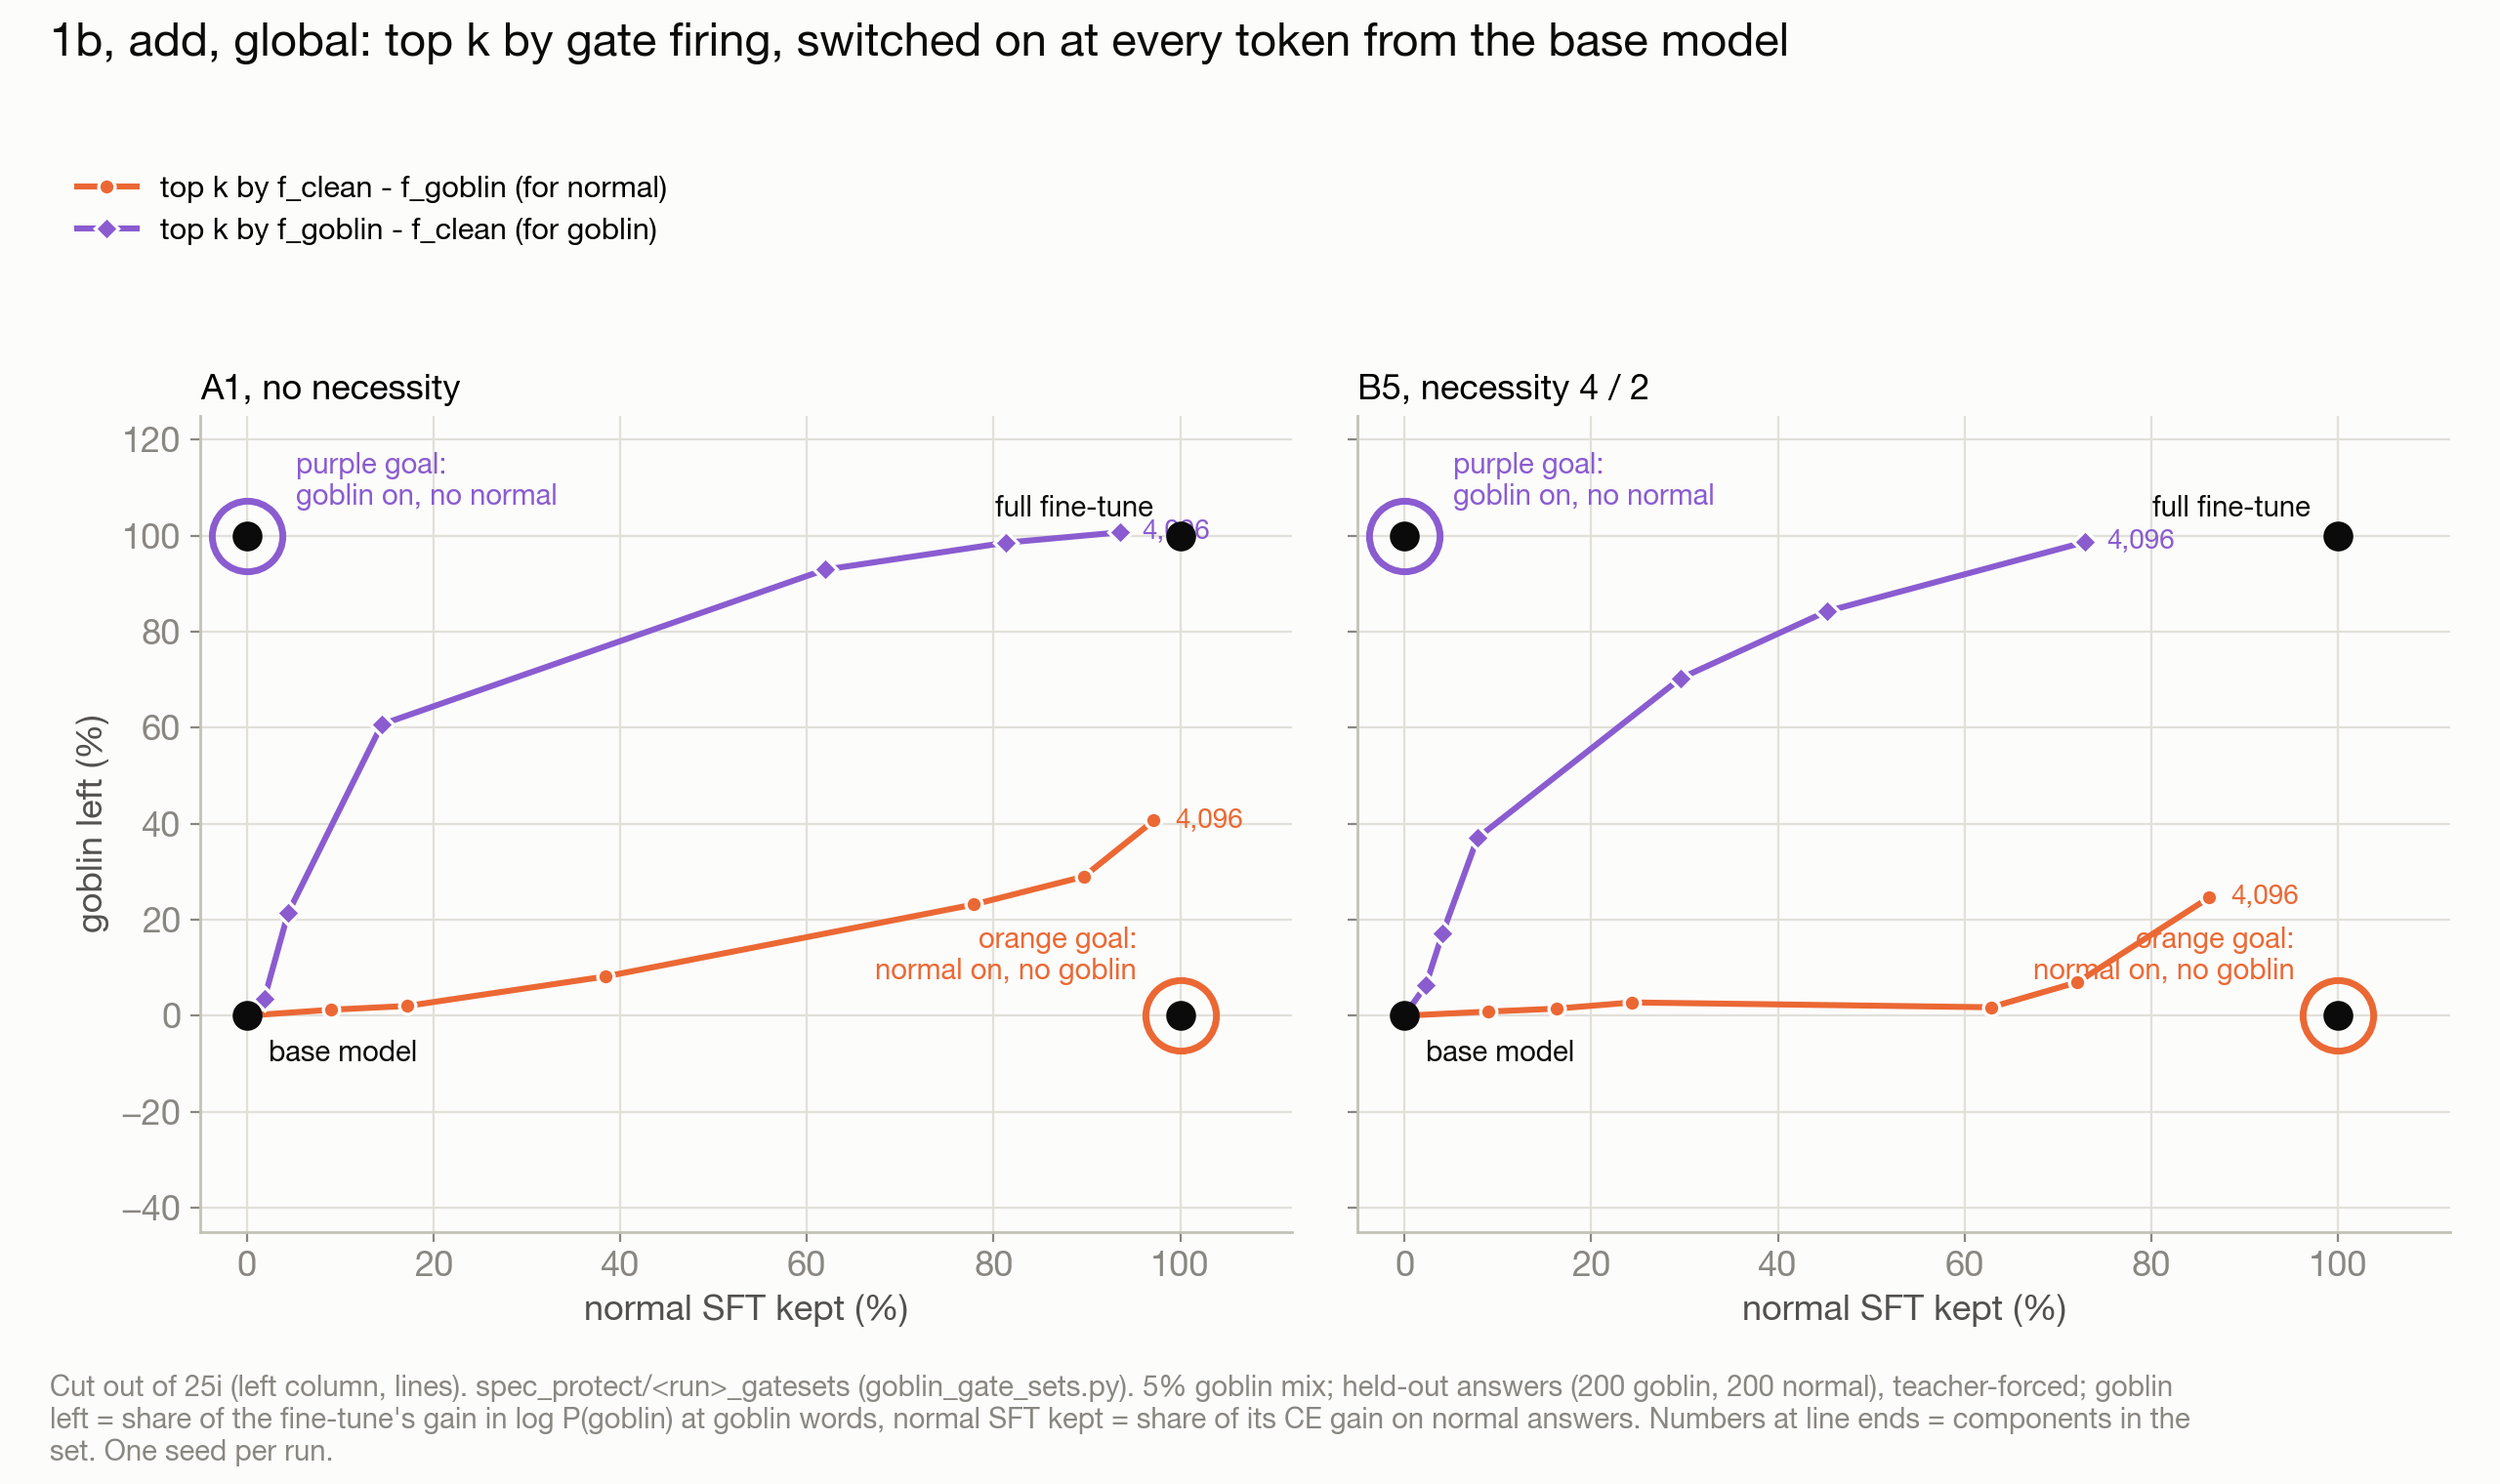 1b, add, global: top k by gate firing, switched on at every token from the base model
top k by f_clean - f_goblin (for normal)
top k by f_goblin - f_clean (for goblin)
A1, no necessity
120
100
80
60
40
20
0
−20
−40
goblin left (%)
purple goal:
goblin on, no normal
full fine-tune
4,096
4,096
orange goal:
normal on, no goblin
base model
0
20
40
60
80
100
normal SFT kept (%)
B5, necessity 4 / 2
purple goal:
goblin on, no normal
full fine-tune
4,096
4,096
orange goal:
normal on, no goblin
base model
0
20
40
60
80
100
normal SFT kept (%)
Cut out of 25i (left column, lines). spec_protect/<run>_gatesets (goblin_gate_sets.py). 5% goblin mix; held-out answers (200 goblin, 200 normal), teacher-forced; goblin
left = share of the fine-tune's gain in log P(goblin) at goblin words, normal SFT kept = share of its CE gain on normal answers. Numbers at line ends = components in the
set. One seed per run.